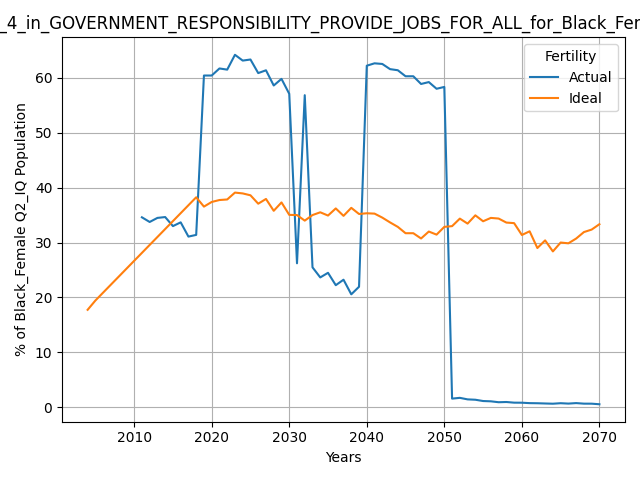 _4_in_GOVERNMENT_RESPONSIBILITY_PROVIDE_JOBS_FOR_ALL_for_Black_Fer
Fertility
Actual
Ideal
% of Black_Female Q2_IQ Population
60
50
40
30
20
10
0
2010 2020 2030 2040 2050 2060 2070
Years